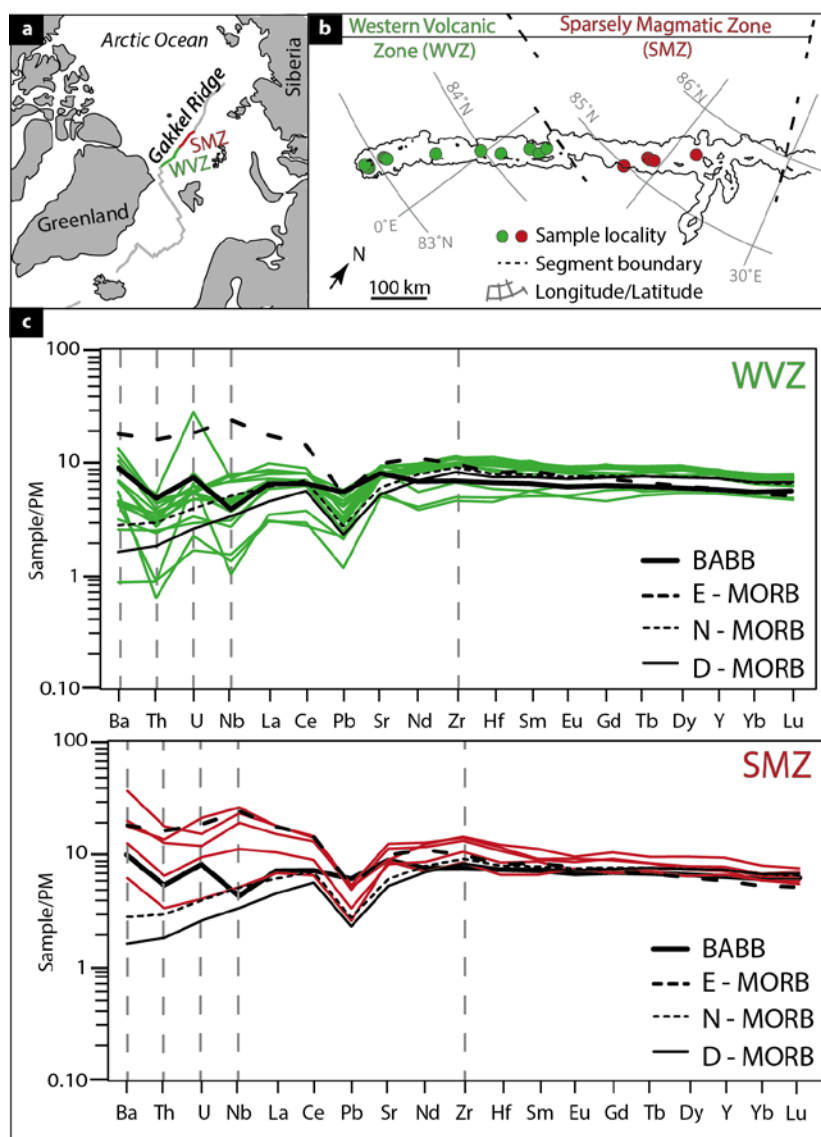 a
Arctic Ocean
Siberia
Gakkel Ridge
SMZ
WVZ
Greenland
b
Western Volcanic Zone (WVZ)
Sparsely Magmatic Zone (SMZ)
84°N
85°N
86°N
0°E
83°N
30°E
N
100 km
Sample locality
Segment boundary
Longitude/Latitude
c
WVZ
100
10
1
0.10
Sample/PM
BABB
E - MORB
N - MORB
D - MORB
Ba Th U Nb La Ce Pb Sr Nd Zr Hf Sm Eu Gd Tb Dy Y Yb Lu
SMZ
100
10
1
0.10
Sample/PM
BABB
E - MORB
N - MORB
D - MORB
Ba Th U Nb La Ce Pb Sr Nd Zr Hf Sm Eu Gd Tb Dy Y Yb Lu